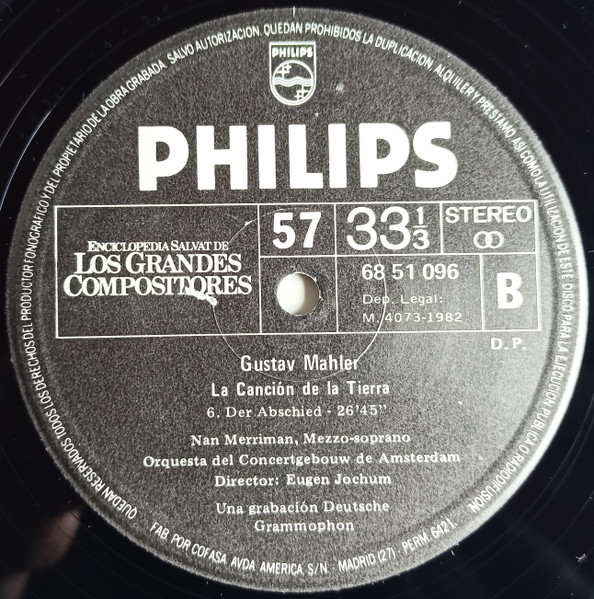 QUEDAN RESERVADOS TODOS LOS DERECHOS DEL PRODUCTOR FONOGRAFICO Y DEL PROPIETARIO DE LA OBRA GRABADA. SALVO AUTORIZACION, QUEDAN PROHIBIDOS LA DUPLICACION, ALQUILER Y PRESTAMO, ASI COMO LA UTILIZACION DE ESTE DISCO PARA LA EJECUCION PUBLICA O RADIODIFUSION.
PHILIPS
PHILIPS
ENCICLOPEDIA SALVAT DE
LOS GRANDES
COMPOSITORES
57
33 1/3
STEREO
68 51 096
Dep. Legal:
M. 4073-1982
B
D.P.
Gustav Mahler
La Canción de la Tierra
6. Der Abschied - 26'45"
Nan Merriman, Mezzo-soprano
Orquesta del Concertgebouw de Amsterdam
Director: Eugen Jochum
Una grabación Deutsche
Grammophon
FAB. POR COFASA. AVDA. AMERICA, S/N - MADRID (27). PERM. 6421.